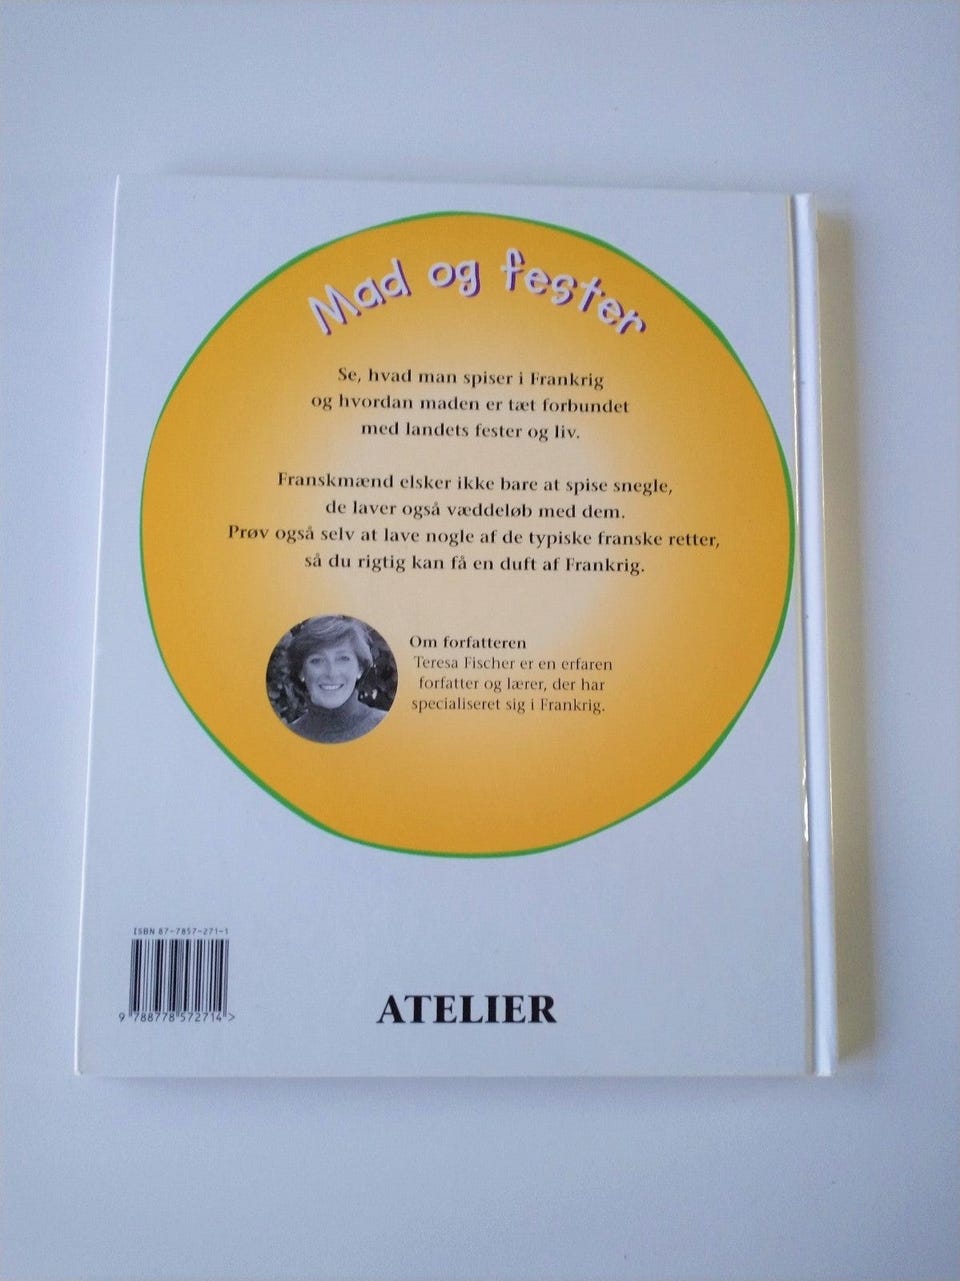 Mad og fester
Se, hvad man spiser i Frankrig
og hvordan maden er tæt forbundet
med landets fester og liv.
Franskmænd elsker ikke bare at spise snegle,
de laver også væddeløb med dem.
Prøv også selv at lave nogle af de typiske franske retter,
så du rigtig kan få en duft af Frankrig.
Om forfatteren
Teresa Fischer er en erfaren
forfatter og lærer, der har
specialiseret sig i Frankrig.
ISBN 87-7857-271-1
9 788778 572714 >
ATELIER